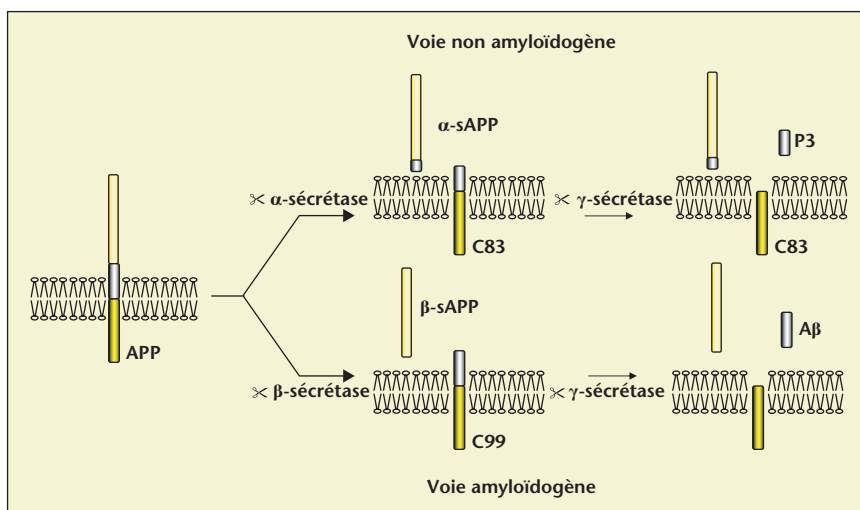 Voie non amyloïdogène
α-sAPP
P3
✂ α-sécrétase
✂ γ-sécrétase
C83
C83
β-sAPP
Aβ
APP
✂ β-sécrétase
✂ γ-sécrétase
C99
Voie amyloïdogène